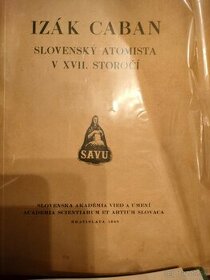 IZÁK CABAN
SLOVENSKÝ ATOMISTA
V XVII. STOROČÍ
SAVU
SLOVENSKÁ AKADÉMIA VIED A UMENÍ
ACADEMIA SCIENTIARUM ET ARTIUM SLOVACA
BRATISLAVA